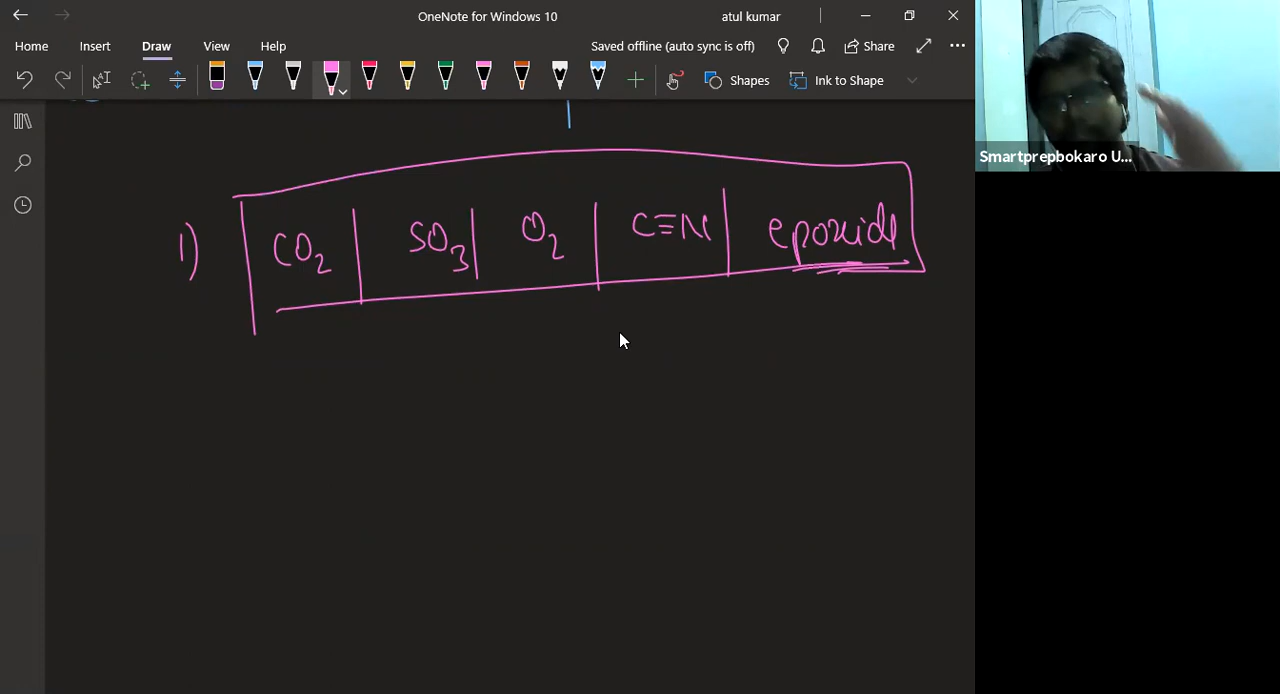 OneNote for Windows 10
atul kumar
Home Insert Draw View Help
Saved offline (auto sync is off)
Share
Shapes
Ink to Shape
Smartprepbokaro U...
1) CO₂ | SO₃ | O₂ | C≡N | epoxide